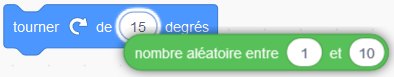 tourner de 15 degrés
nombre aléatoire entre 1 et 10